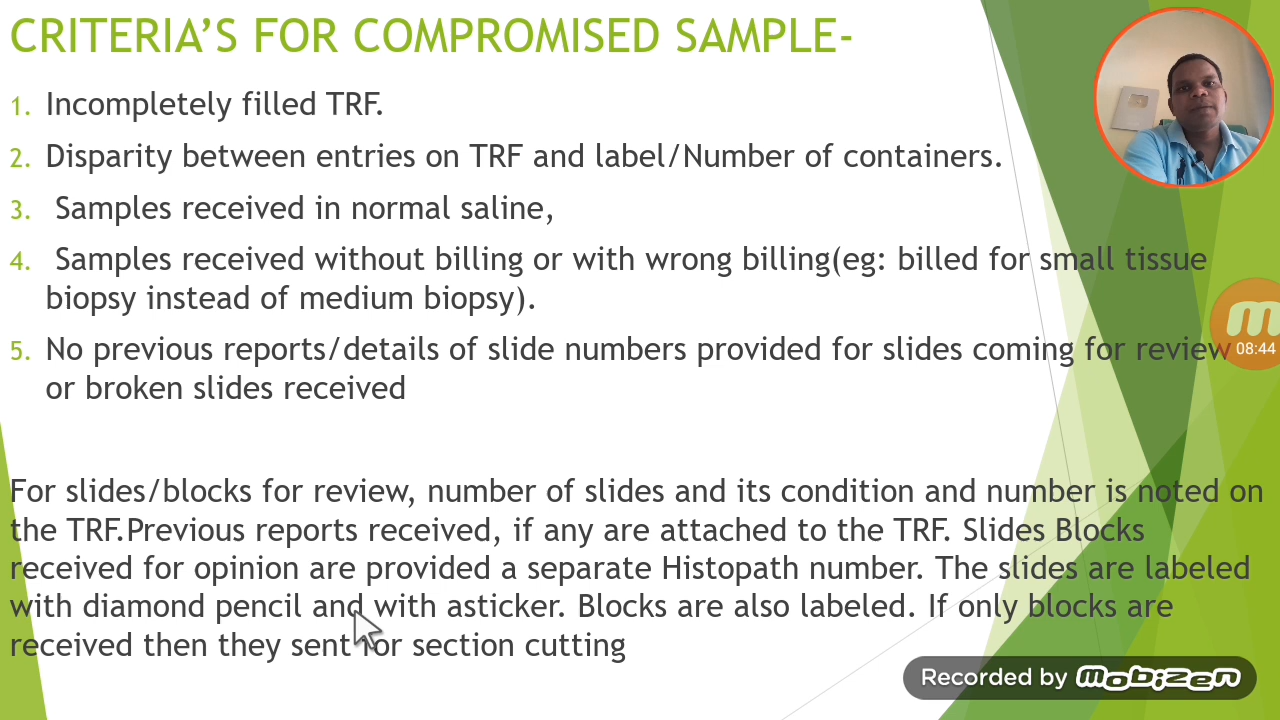 CRITERIA’S FOR COMPROMISED SAMPLE-
1. Incompletely filled TRF.
2. Disparity between entries on TRF and label/Number of containers.
3. Samples received in normal saline,
4. Samples received without billing or with wrong billing(eg: billed for small tissue
biopsy instead of medium biopsy).
5. No previous reports/details of slide numbers provided for slides coming for review
or broken slides received
08:44
For slides/blocks for review, number of slides and its condition and number is noted on
the TRF.Previous reports received, if any are attached to the TRF. Slides Blocks
received for opinion are provided a separate Histopath number. The slides are labeled
with diamond pencil and with asticker. Blocks are also labeled. If only blocks are
received then they sent for section cutting
Recorded by mobizen